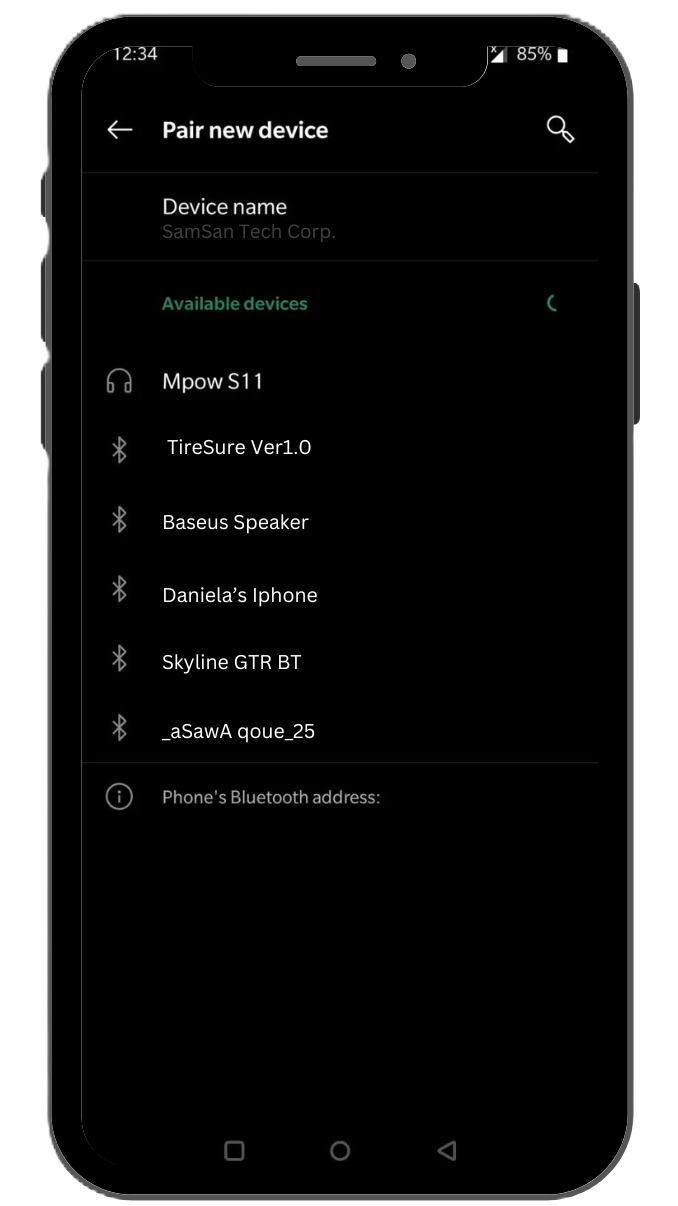 12:34
85%
Pair new device
Device name
SamSan Tech Corp.
Available devices
Mpow S11
TireSure Ver1.0
Baseus Speaker
Daniela’s Iphone
Skyline GTR BT
_aSawA qoue_25
Phone's Bluetooth address: